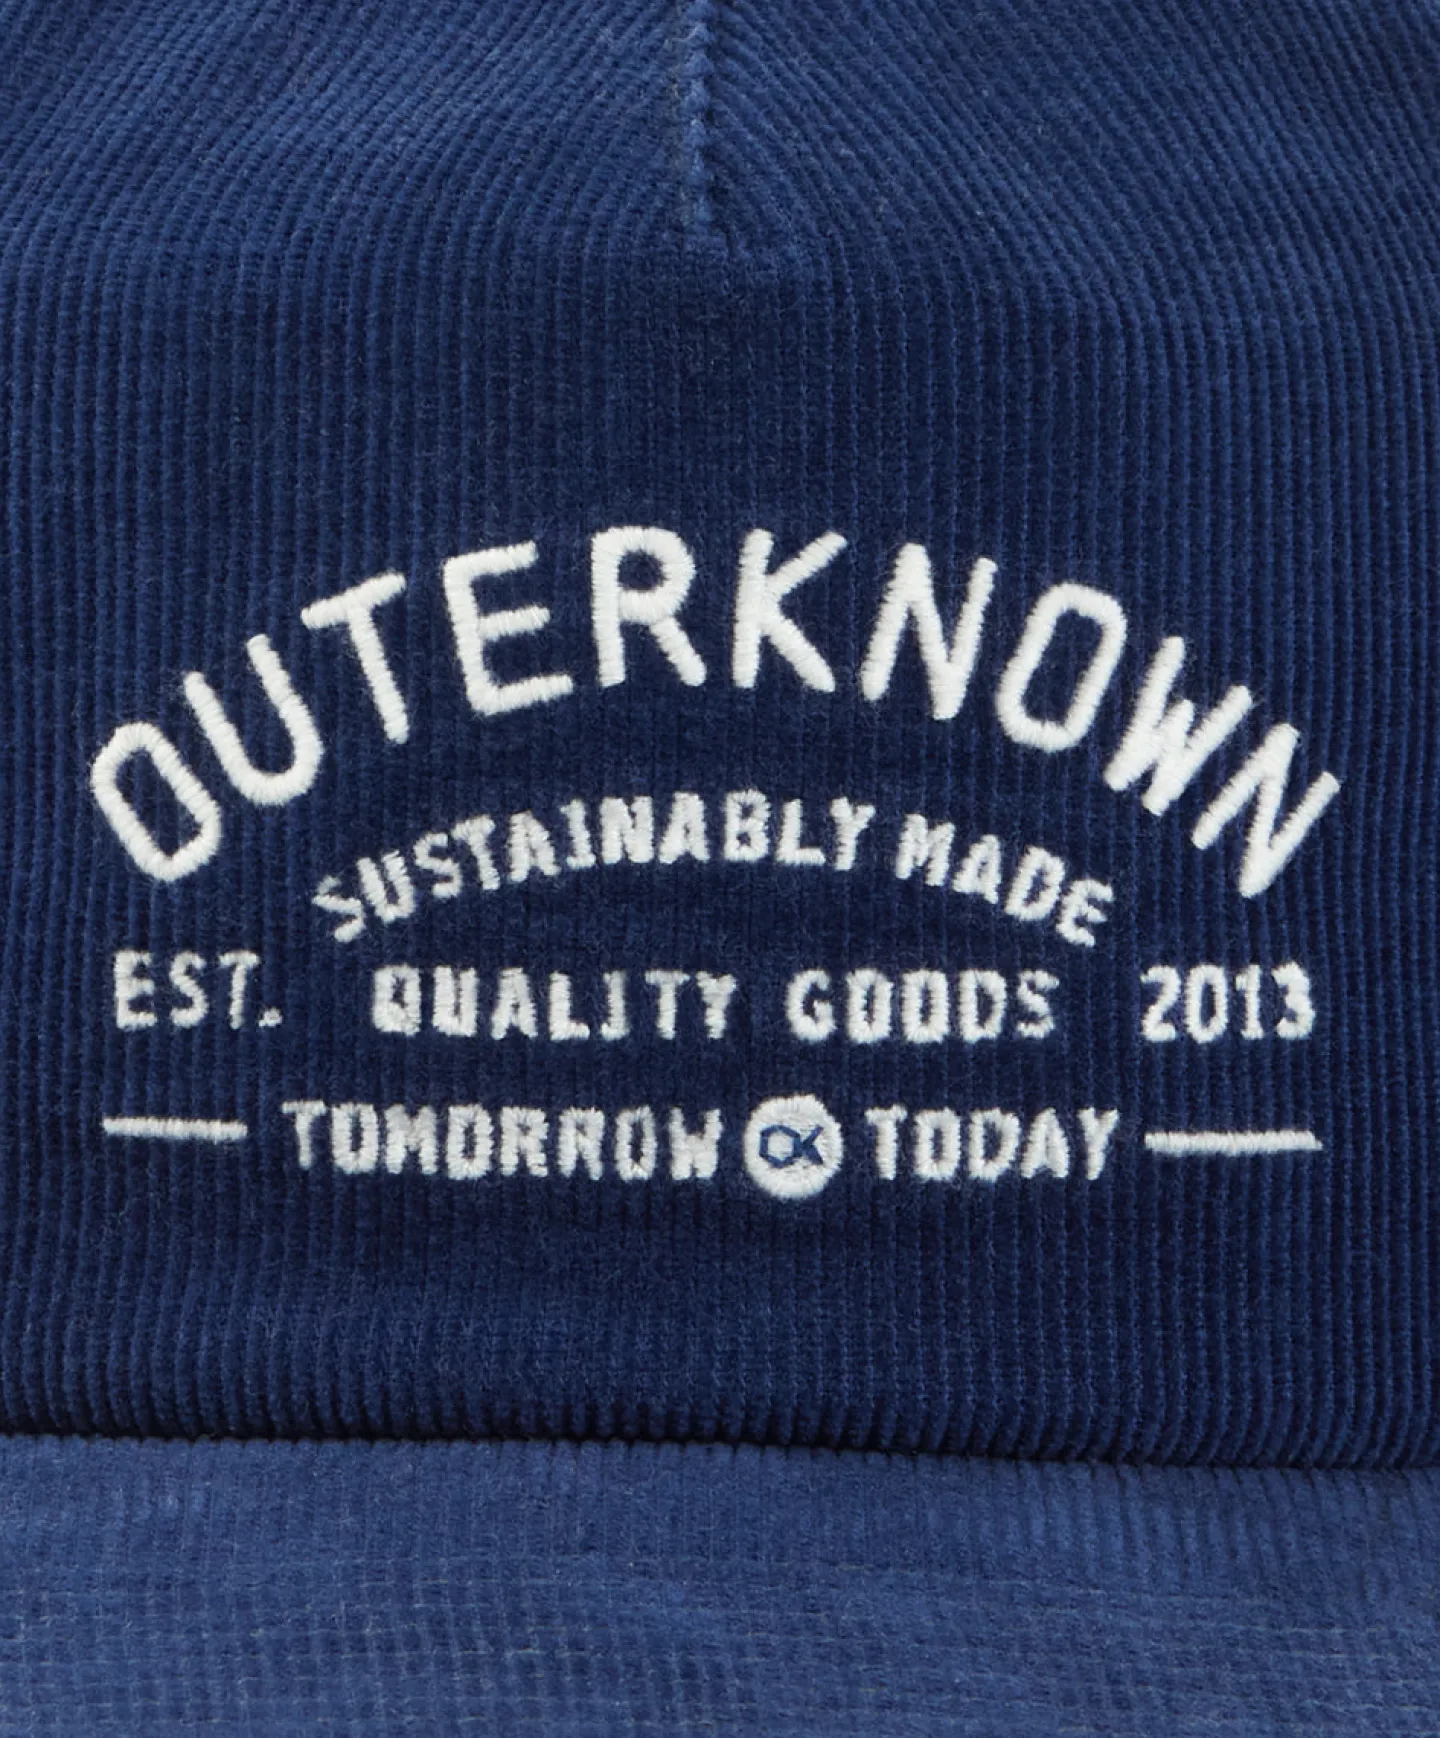 OUTERKNOWN
SUSTAINABLY MADE
EST. QUALITY GOODS 2013
TOMORROW OK TODAY